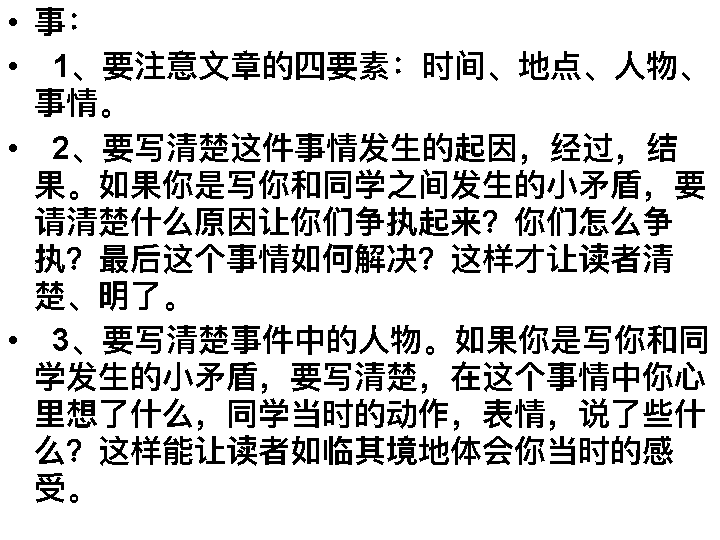 • 事：
• 1、要注意文章的四要素：时间、地点、人物、
事情。
• 2、要写清楚这件事情发生的起因，经过，结
果。如果你是写你和同学之间发生的小矛盾，要
请清楚什么原因让你们争执起来？你们怎么争
执？最后这个事情如何解决？这样才让读者清
楚、明了。
• 3、要写清楚事件中的人物。如果你是写你和同
学发生的小矛盾，要写清楚，在这个事情中你心
里想了什么，同学当时的动作，表情，说了些什
么？这样能让读者如临其境地体会你当时的感
受。